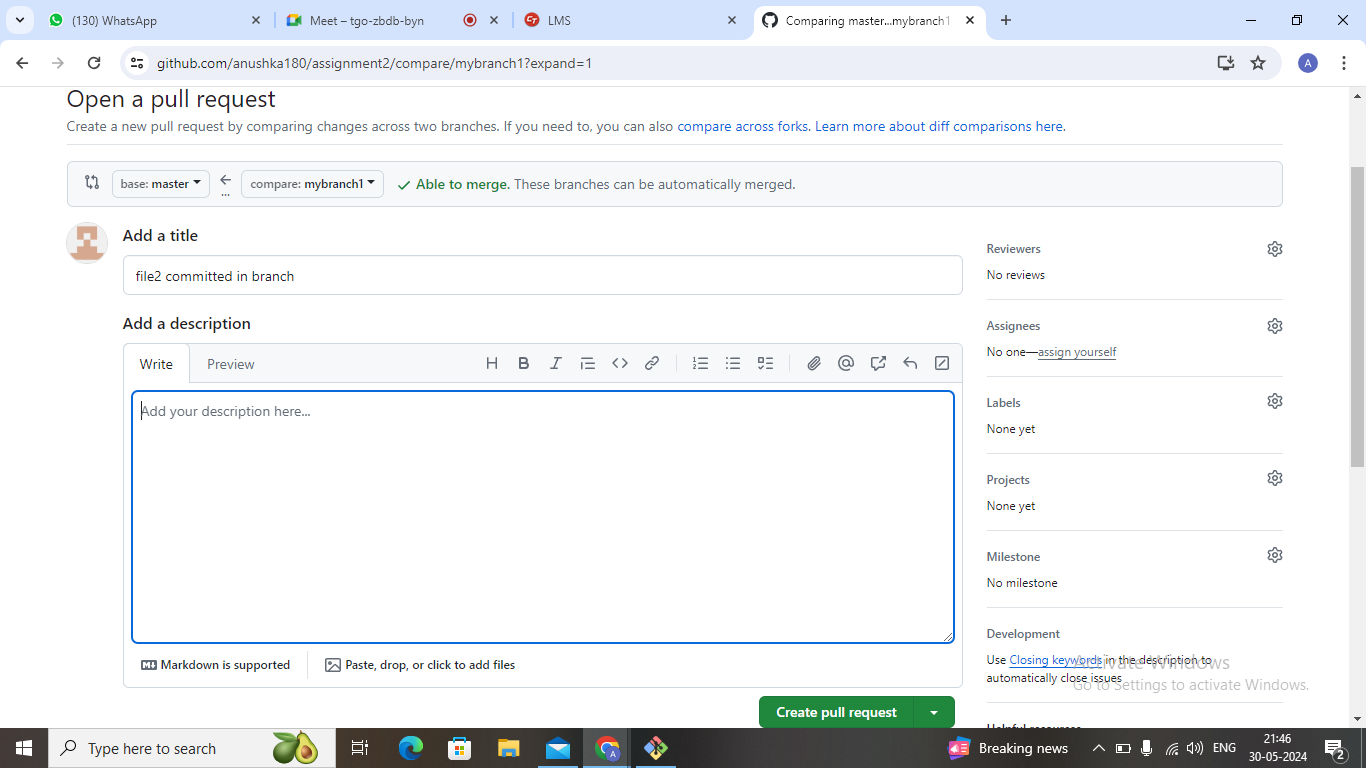 (130) WhatsApp
Meet – tgo-zbdb-byn
LMS
Comparing master...mybranch1
github.com/anushka180/assignment2/compare/mybranch1?expand=1
A
Open a pull request
Create a new pull request by comparing changes across two branches. If you need to, you can also compare across forks. Learn more about diff comparisons here.
base: master
compare: mybranch1
Able to merge. These branches can be automatically merged.
Add a title
file2 committed in branch
Add a description
Write
Preview
Add your description here...
Markdown is supported
Paste, drop, or click to add files
Create pull request
Reviewers
No reviews
Assignees
No one—assign yourself
Labels
None yet
Projects
None yet
Milestone
No milestone
Development
Use Closing keywords in the description to
automatically close issues
Activate Windows
Go to Settings to activate Windows.
Helpful resources
Type here to search
Breaking news
ENG
21:46
30-05-2024
2